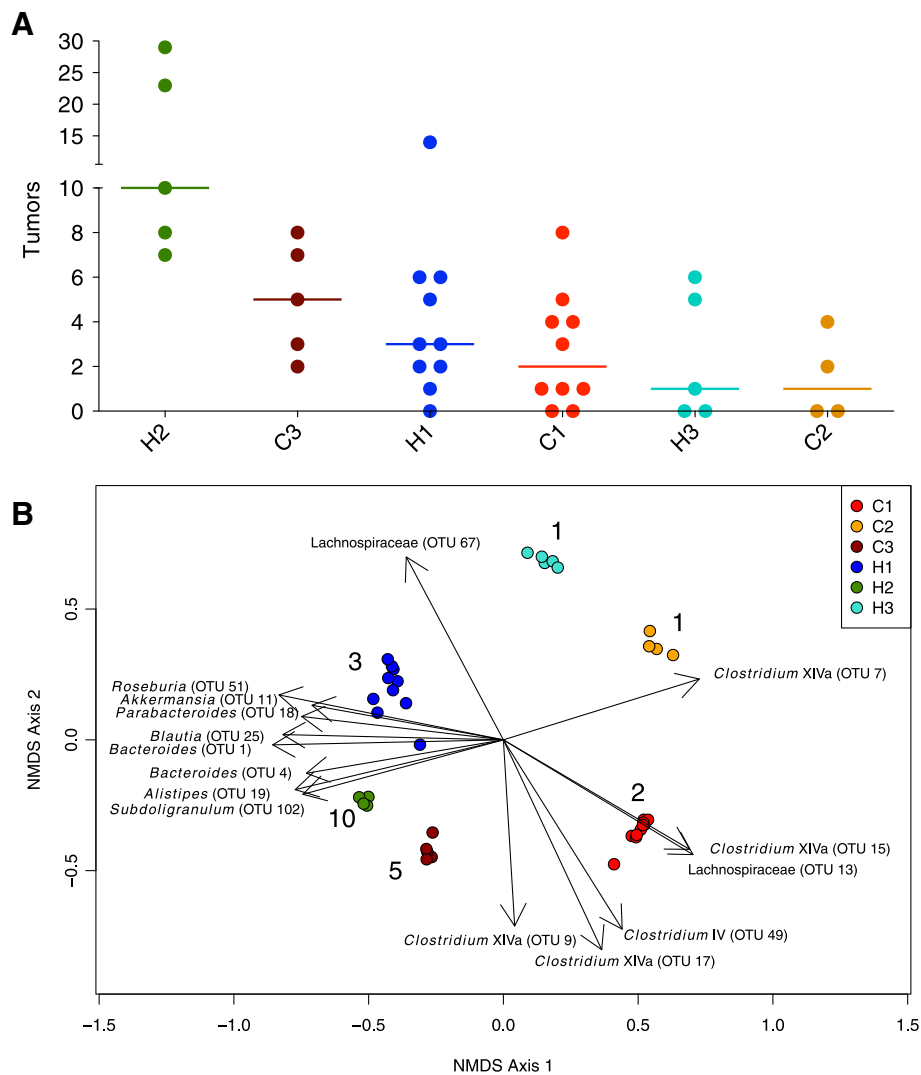 A
Tumors
30
25
20
15
10
8
6
4
2
0
H2
C3
H1
C1
H3
C2
B
C1
C2
C3
H1
H2
H3
Lachnospiraceae (OTU 67)
1
1
3
Clostridium XIVa (OTU 7)
Roseburia (OTU 51)
Akkermansia (OTU 11)
Parabacteroides (OTU 18)
Blautia (OTU 25)
Bacteroides (OTU 1)
Bacteroides (OTU 4)
Alistipes (OTU 19)
Subdoligranulum (OTU 102)
10
2
5
Clostridium XIVa (OTU 15)
Lachnospiraceae (OTU 13)
Clostridium IV (OTU 49)
Clostridium XIVa (OTU 9)
Clostridium XIVa (OTU 17)
NMDS Axis 2
0.5
0.0
−0.5
−1.5
−1.0
−0.5
0.0
0.5
1.0
1.5
NMDS Axis 1